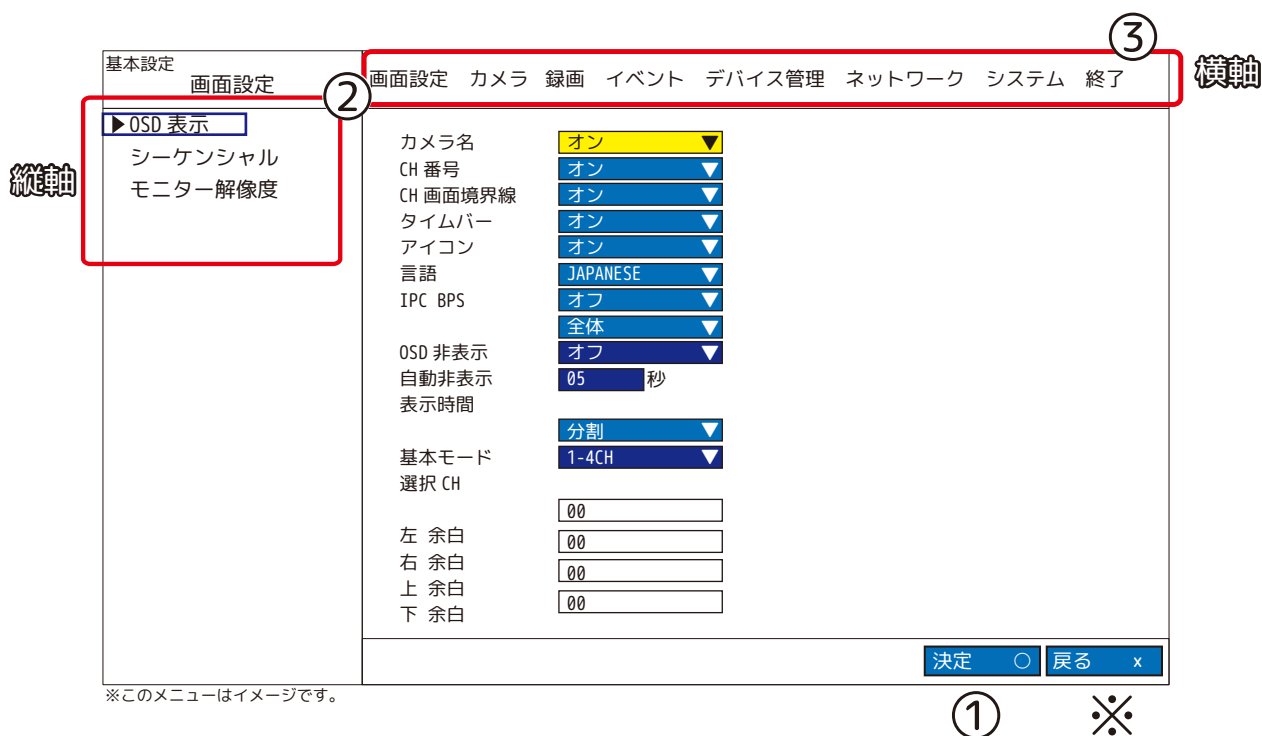 ③
基本設定
画面設定
②
画面設定 カメラ 録画 イベント デバイス管理 ネットワーク システム 終了
横軸
縦軸
▶OSD 表示
シーケンシャル
モニター解像度
カメラ名 オン ▼
CH 番号 オン ▼
CH 画面境界線 オン ▼
タイムバー オン ▼
アイコン オン ▼
言語 JAPANESE ▼
IPC BPS オフ ▼
全体 ▼
OSD 非表示 オフ ▼
自動非表示 05 秒
表示時間
分割 ▼
基本モード 1-4CH ▼
選択 CH
00
左 余白
00
右 余白
00
上 余白
00
下 余白
決定 ○ 戻る x
※このメニューはイメージです。
① ※